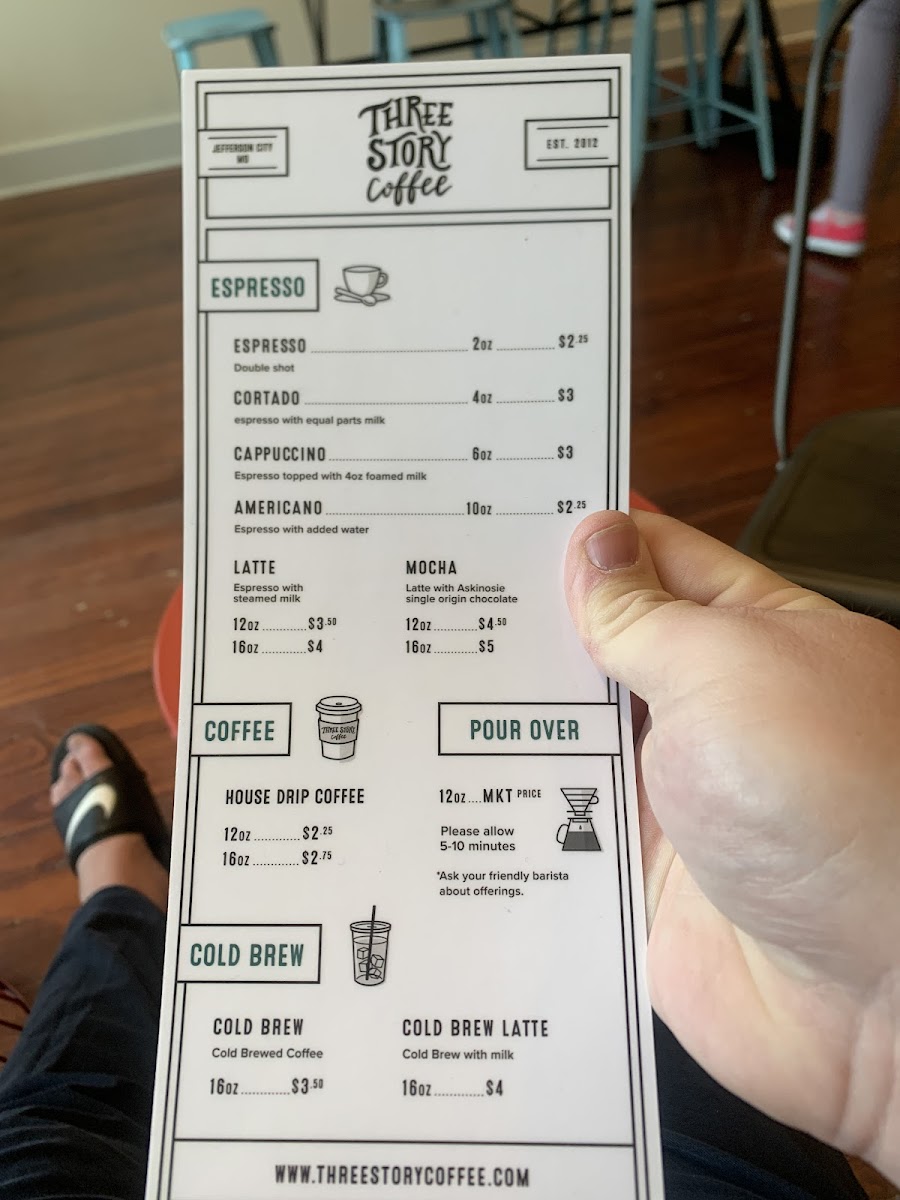 THREE
STORY
Coffee
JEFFERSON CITY
MO
EST. 2012
ESPRESSO
ESPRESSO 2oz $2.25
Double shot
CORTADO 4oz $3
espresso with equal parts milk
CAPPUCCINO 6oz $3
Espresso topped with 4oz foamed milk
AMERICANO 10oz $2.25
Espresso with added water
LATTE
Espresso with
steamed milk
12oz $3.50
16oz $4
MOCHA
Latte with Askinosie
single origin chocolate
12oz $4.50
16oz $5
COFFEE
THREE STORY
Coffee
HOUSE DRIP COFFEE
12oz $2.25
16oz $2.75
POUR OVER
12oz MKT PRICE
Please allow
5-10 minutes
*Ask your friendly barista
about offerings.
COLD BREW
COLD BREW
Cold Brewed Coffee
16oz $3.50
COLD BREW LATTE
Cold Brew with milk
16oz $4
WWW.THREESTORYCOFFEE.COM